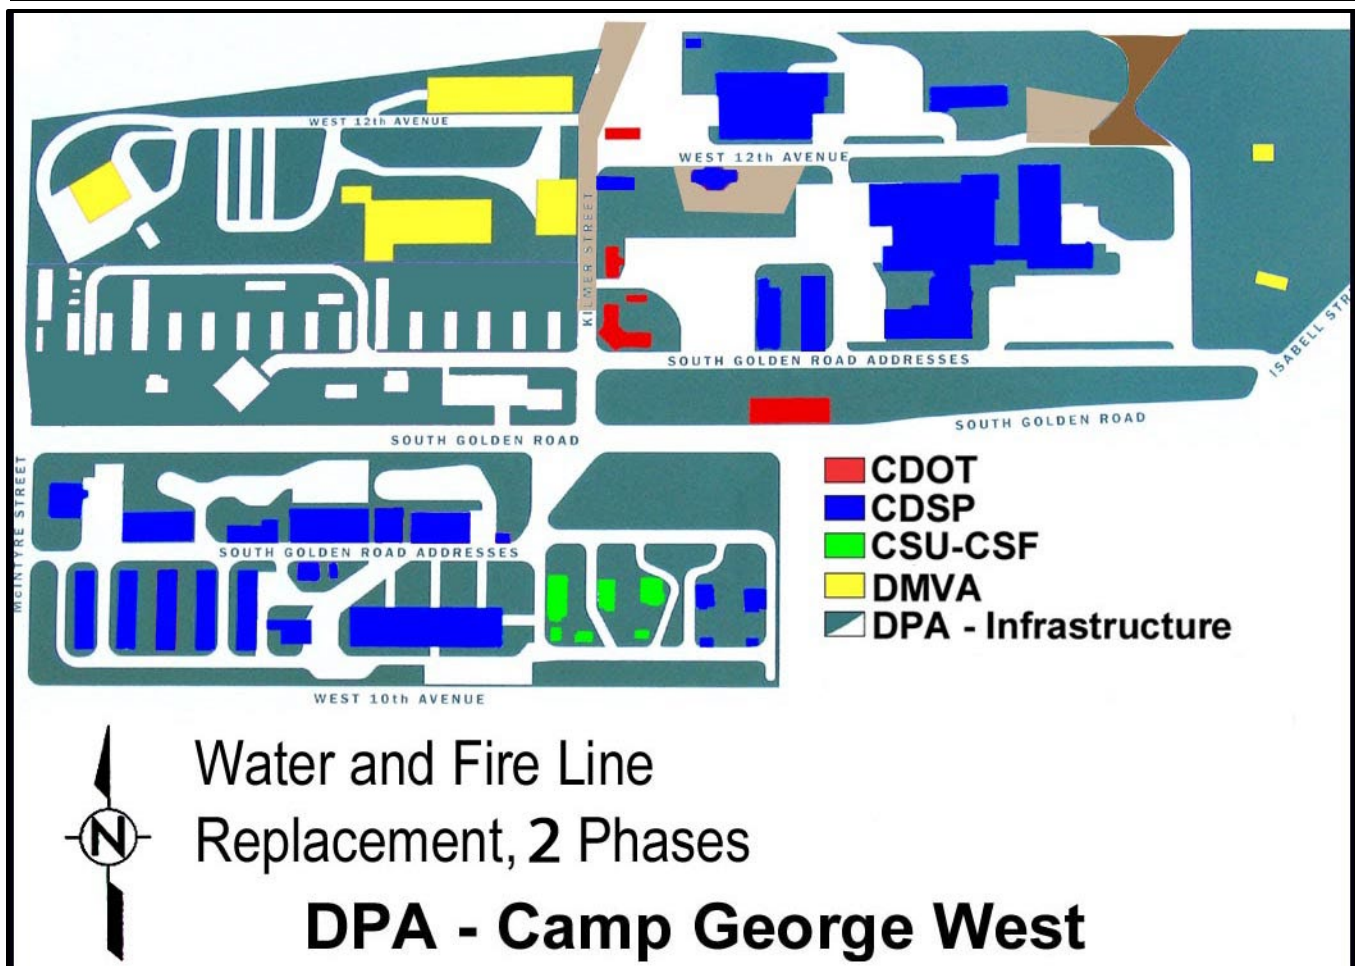 WEST 12th AVENUE
WEST 12th AVENUE
KILMER STREET
ISABELL STR
SOUTH GOLDEN ROAD ADDRESSES
SOUTH GOLDEN ROAD
SOUTH GOLDEN ROAD
McINTYRE STREET
SOUTH GOLDEN ROAD ADDRESSES
WEST 10th AVENUE
CDOT
CDSP
CSU-CSF
DMVA
DPA - Infrastructure
N
Water and Fire Line
Replacement, 2 Phases
DPA - Camp George West